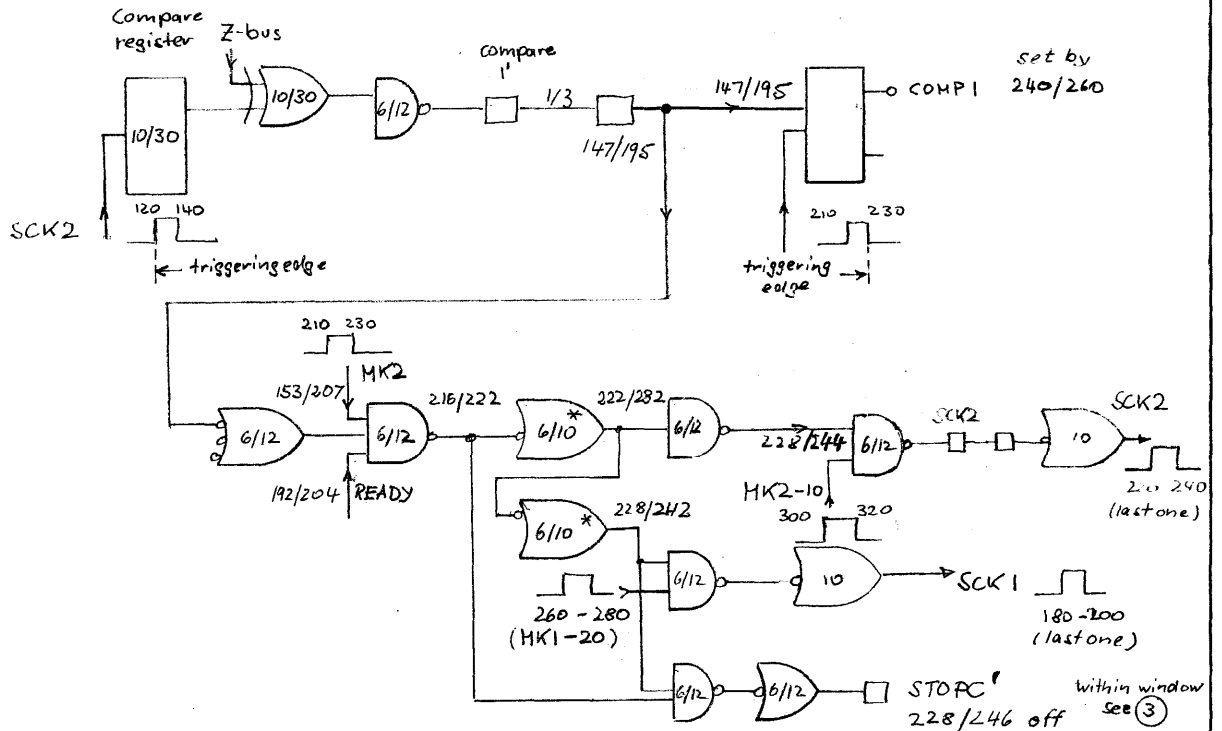 Compare
register
Z-bus
10/30
10/30
6/12
compare
1'
1/3
147/195
147/195
COMP1
set by
240/260
SCK2
120 140
triggering edge
210 230
triggering
edge
210 230
MK2
153/207
6/12
6/12
192/204
READY
216/222
6/10 *
222/282
6/12
228/244
6/12
MK2-10
300 320
SCK2
10
SCK2
240
(last one)
6/10 *
228/242
6/12
260-280
(MK1-20)
10
SCK1
180-200
(last one)
6/12
6/12
STOPC'
228/246 off
within window
see 3